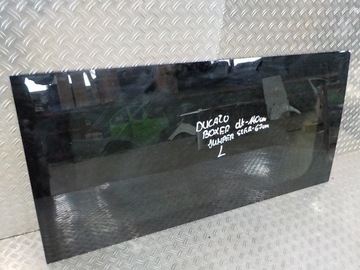 DUCATO
BOXER dł-140cm
JUMPER SZER-67cm
L